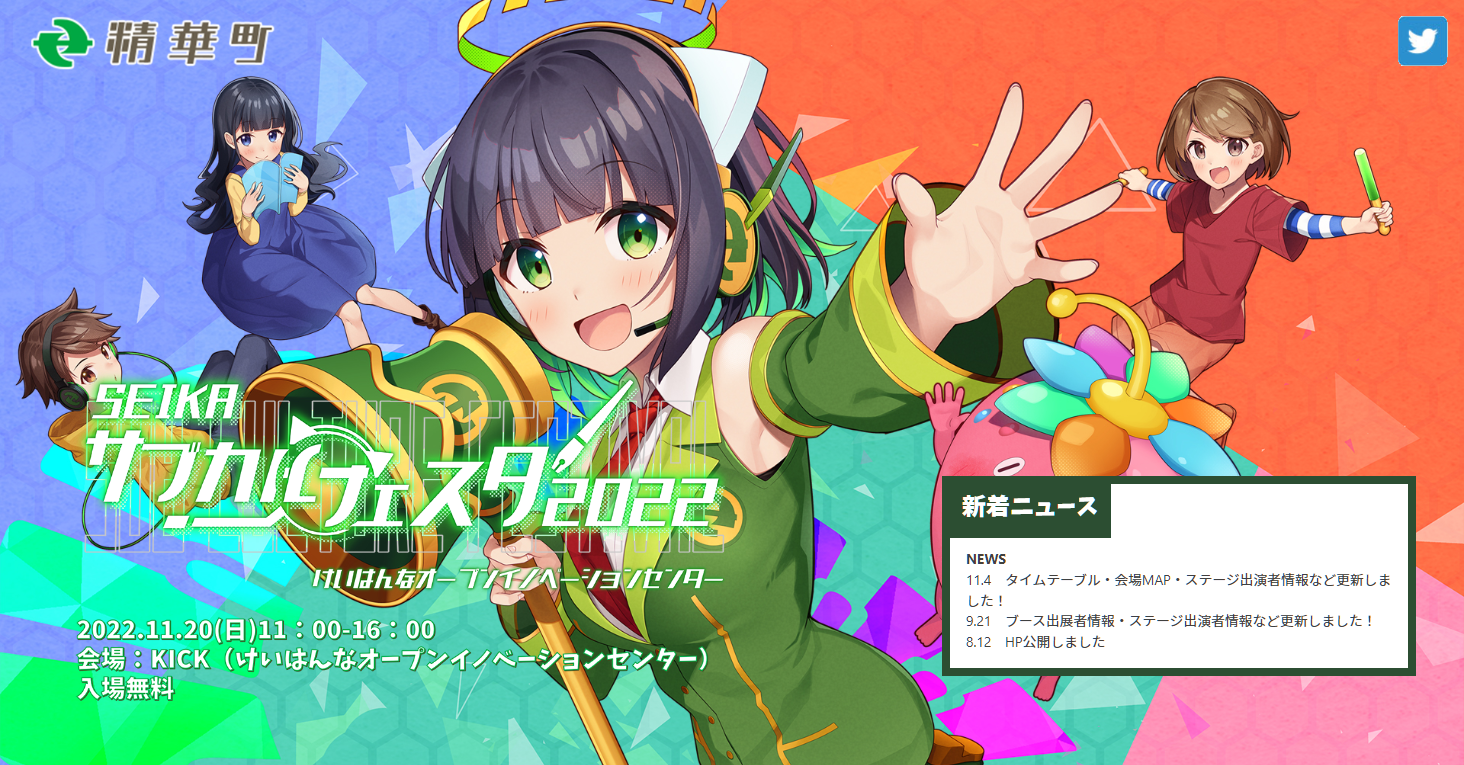 精華町
SEIKA
サブカルフェスタ2022
けいはんなオープンイノベーションセンター
2022.11.20(日)11：00-16：00
会場：KICK（けいはんなオープンイノベーションセンター）
入場無料
新着ニュース
NEWS
11.4　タイムテーブル・会場MAP・ステージ出演者情報など更新しま
した！
9.21　ブース出展者情報・ステージ出演者情報など更新しました！
8.12　HP公開しました